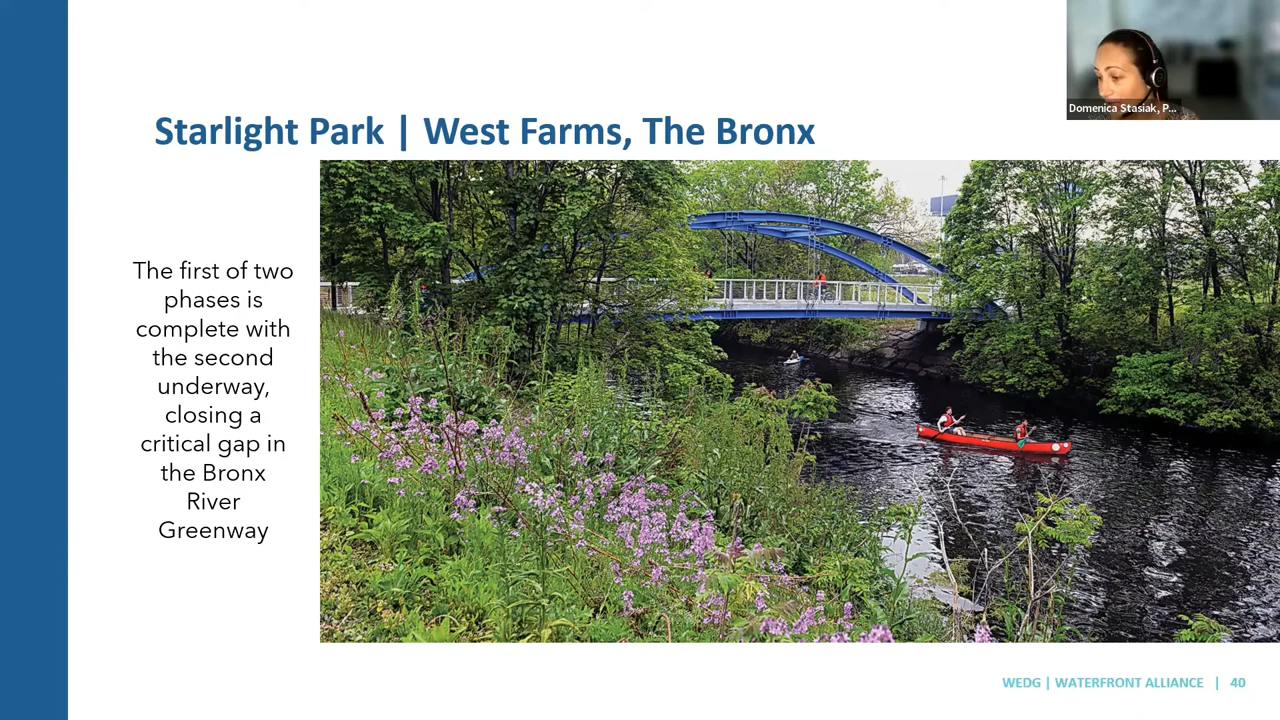 Domenica Stasiak, P...
Starlight Park | West Farms, The Bronx
The first of two
phases is
complete with
the second
underway,
closing a
critical gap in
the Bronx
River
Greenway
WEDG | WATERFRONT ALLIANCE | 40